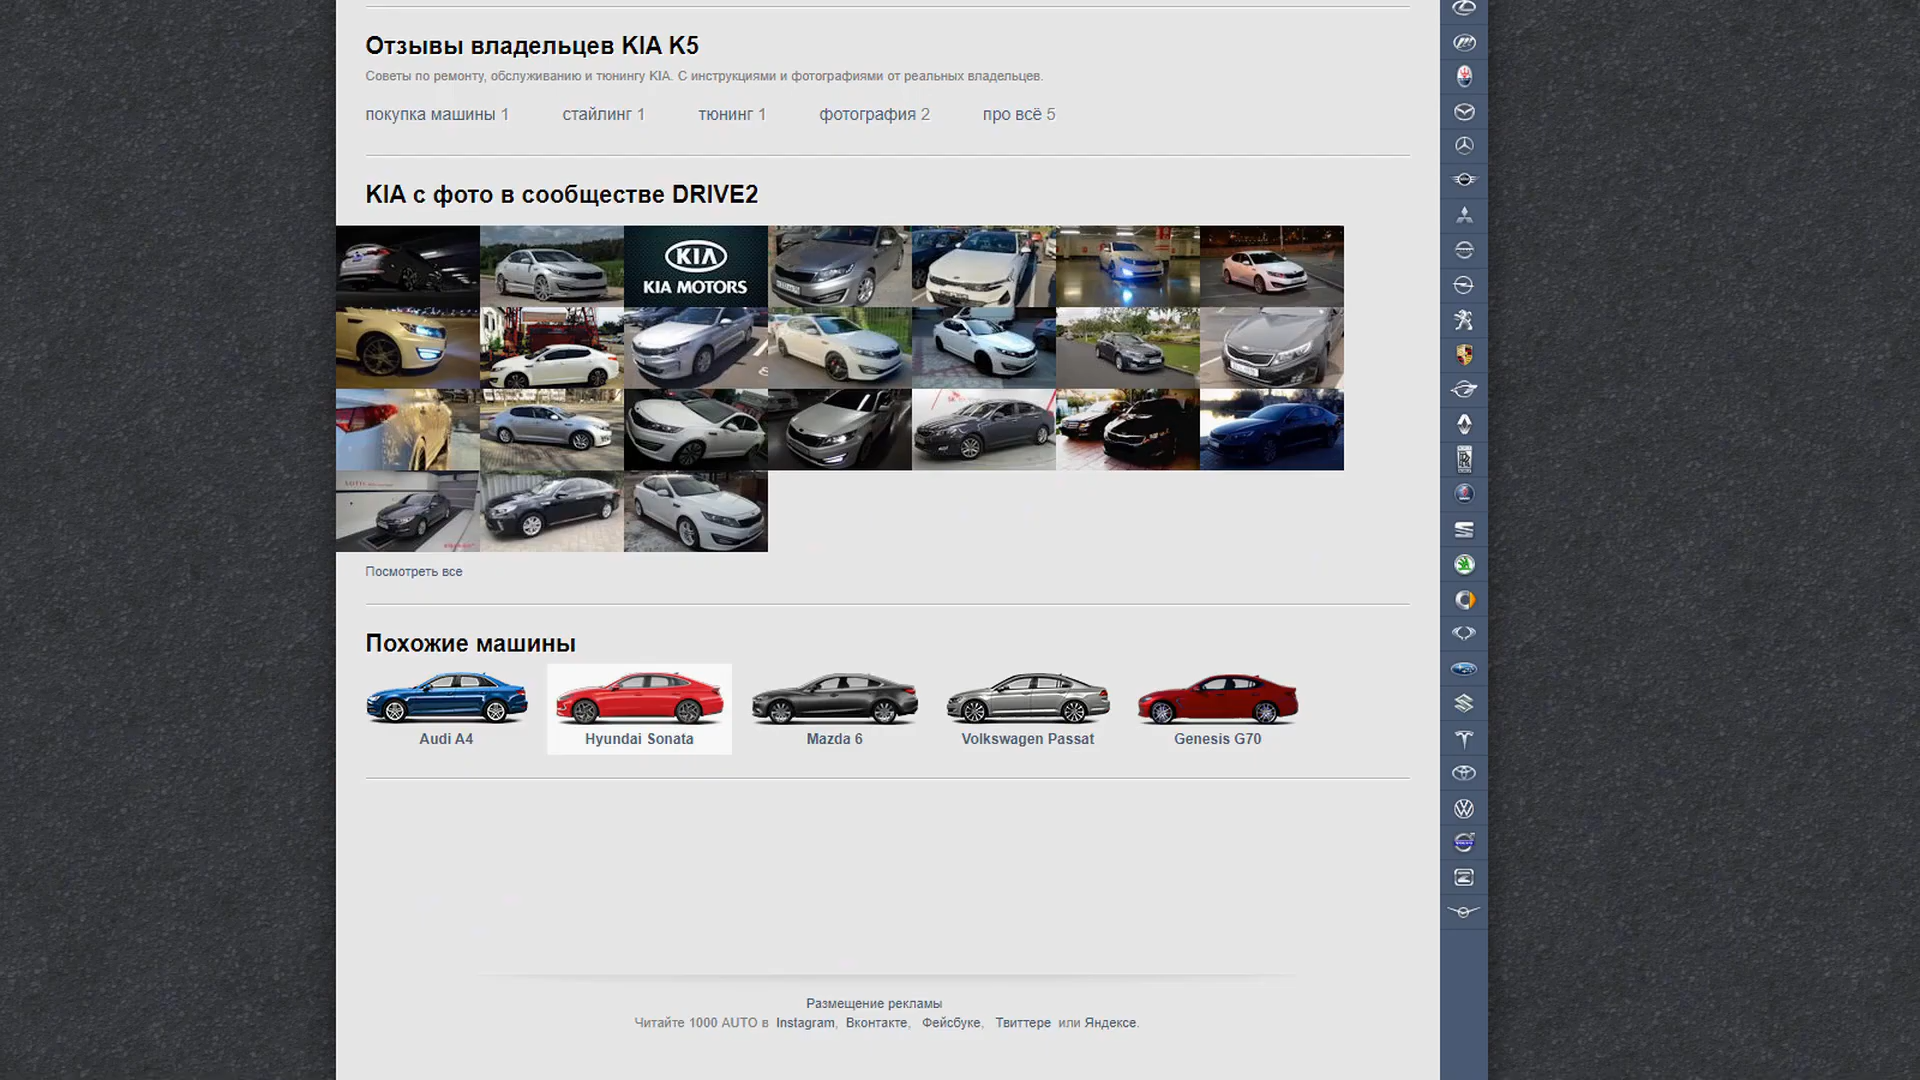 Отзывы владельцев KIA K5
Советы по ремонту, обслуживанию и тюнингу KIA. С инструкциями и фотографиями от реальных владельцев.
покупка машины 1 стайлинг 1 тюнинг 1 фотография 2 про всё 5
KIA с фото в сообществе DRIVE2
KIA
KIA MOTORS
Посмотреть все
Похожие машины
Audi A4 Hyundai Sonata Mazda 6 Volkswagen Passat Genesis G70
Размещение рекламы
Читайте 1000 AUTO в Instagram, Вконтакте, Фейсбуке, Твиттере или Яндексе.